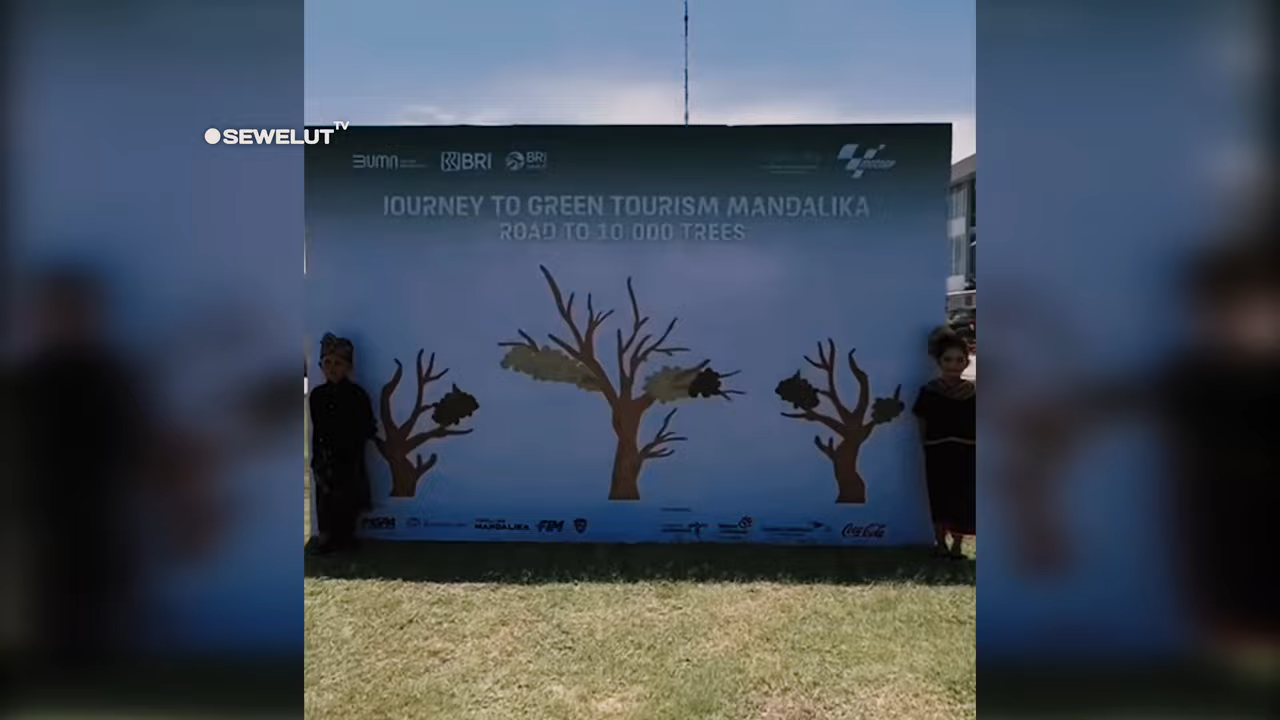 SEWELUT TV
BUMN BRI BRI
JOURNEY TO GREEN TOURISM MANDALIKA
ROAD TO 10.000 TREES
MGPA MANDALIKA FIM
Coca-Cola